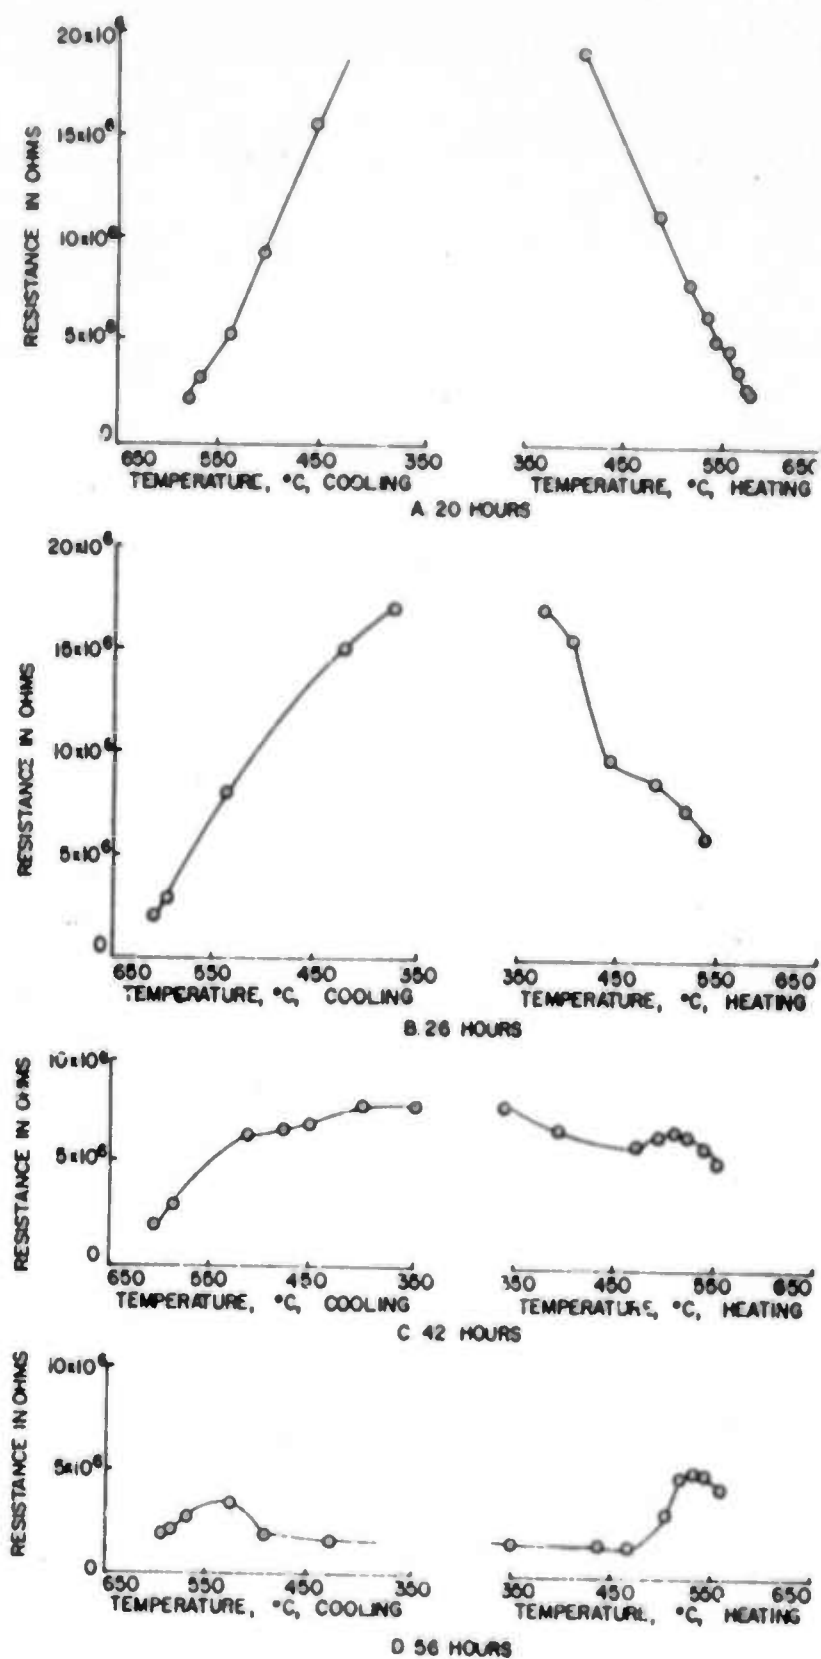 RESISTANCE IN OHMS
20x10⁶
15x10⁶
10x10⁶
5x10⁶
0
650 550 450 350
TEMPERATURE, °C, COOLING
350 450 550 650
TEMPERATURE, °C, HEATING
A 20 HOURS
RESISTANCE IN OHMS
20x10⁶
15x10⁶
10x10⁶
5x10⁶
0
650 550 450 350
TEMPERATURE, °C, COOLING
350 450 550 650
TEMPERATURE, °C, HEATING
B. 26 HOURS
RESISTANCE IN OHMS
10x10⁶
5x10⁶
0
650 550 450 350
TEMPERATURE, °C, COOLING
350 450 550 650
TEMPERATURE, °C, HEATING
C 42 HOURS
RESISTANCE IN OHMS
10x10⁶
5x10⁶
0
650 550 450 350
TEMPERATURE, °C, COOLING
350 450 550 650
TEMPERATURE, °C, HEATING
D 56 HOURS